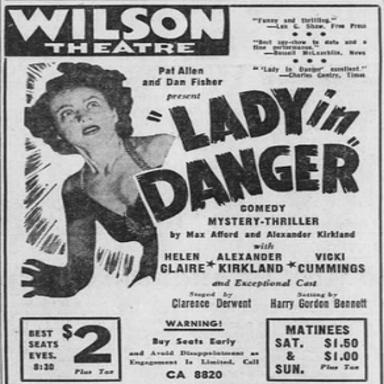 WILSON
THEATRE
"Funny and thrilling."
—Len G. Shaw, Free Press
"Best spy-show to date and a
fine performance."
—Russell McLauchlin, News
"'Lady In Danger' excellent."
—Charles Gentry, Times
Pat Allen
and Dan Fisher
present
"LADY in
DANGER"
COMEDY
MYSTERY-THRILLER
by Max Afford and Alexander Kirkland
with
HELEN CLAIRE * ALEXANDER KIRKLAND * VICKI CUMMINGS
and Exceptional Cast
Staged by
Clarence Derwent
Setting by
Harry Gordon Bennett
BEST
SEATS
EVES.
8:30
$2
Plus Tax
WARNING!
Buy Seats Early
and Avoid Disappointment as
Engagement Is Limited, Call
CA 8820
MATINEES
SAT. $1.50
& $1.00
SUN. Plus Tax